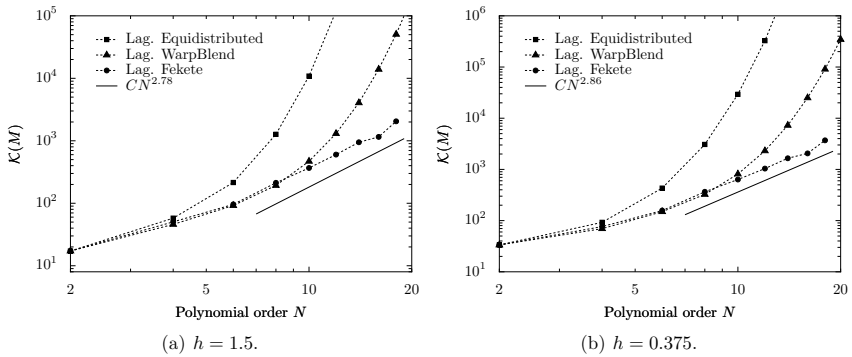 10^5
10^4
10^3
10^2
10^1
K(M)
Lag. Equidistributed
Lag. WarpBlend
Lag. Fekete
CN^{2.78}
2 5 10 20
Polynomial order N
(a) h = 1.5.
10^6
10^5
10^4
10^3
10^2
10^1
K(M)
Lag. Equidistributed
Lag. WarpBlend
Lag. Fekete
CN^{2.86}
2 10 20
Polynomial order N
(b) h = 0.375.